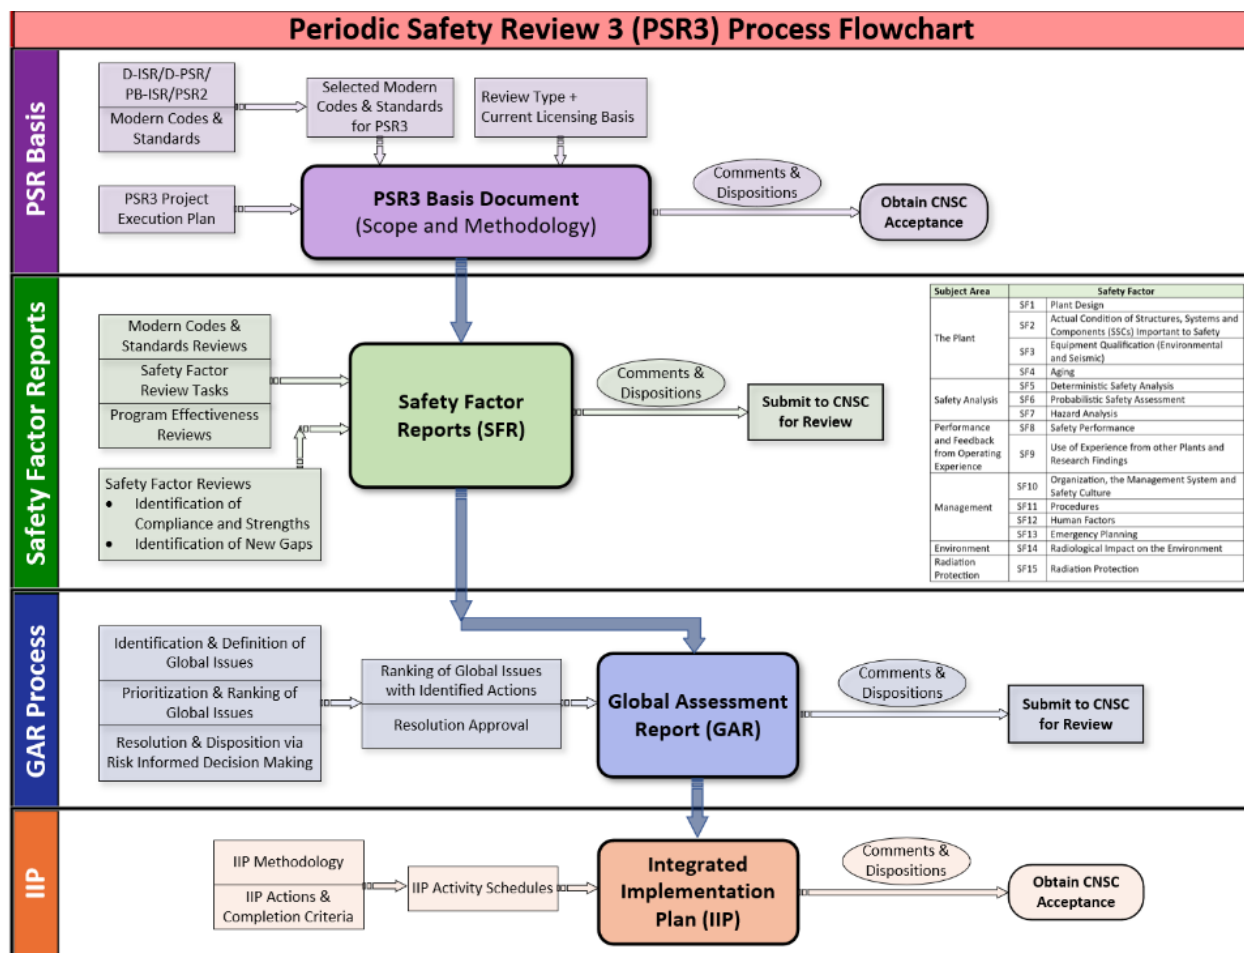 Periodic Safety Review 3 (PSR3) Process Flowchart
PSR Basis
D-ISR/D-PSR/
PB-ISR/PSR2
Modern Codes &
Standards
Selected Modern
Codes & Standards
for PSR3
Review Type +
Current Licensing Basis
PSR3 Project
Execution Plan
PSR3 Basis Document
(Scope and Methodology)
Comments &
Dispositions
Obtain CNSC
Acceptance
Safety Factor Reports
Modern Codes &
Standards Reviews
Safety Factor
Review Tasks
Program Effectiveness
Reviews
Safety Factor Reviews
• Identification of
Compliance and Strengths
• Identification of New Gaps
Safety Factor
Reports (SFR)
Comments &
Dispositions
Submit to CNSC
for Review
Subject Area Safety Factor
The Plant
SF1 Plant Design
SF2 Actual Condition of Structures, Systems and
Components (SSCs) Important to Safety
SF3 Equipment Qualification (Environmental
and Seismic)
SF4 Aging
Safety Analysis
SF5 Deterministic Safety Analysis
SF6 Probabilistic Safety Assessment
SF7 Hazard Analysis
Performance
and Feedback
from Operating
Experience
SF8 Safety Performance
SF9 Use of Experience from other Plants and
Research Findings
Management
SF10 Organization, the Management System and
Safety Culture
SF11 Procedures
SF12 Human Factors
SF13 Emergency Planning
Environment SF14 Radiological Impact on the Environment
Radiation
Protection
SF15 Radiation Protection
GAR Process
Identification & Definition of
Global Issues
Prioritization & Ranking of
Global Issues
Resolution & Disposition via
Risk Informed Decision Making
Ranking of Global Issues
with Identified Actions
Resolution Approval
Global Assessment
Report (GAR)
Comments &
Dispositions
Submit to CNSC
for Review
IIP
IIP Methodology
IIP Actions &
Completion Criteria
IIP Activity Schedules
Integrated
Implementation
Plan (IIP)
Comments &
Dispositions
Obtain CNSC
Acceptance